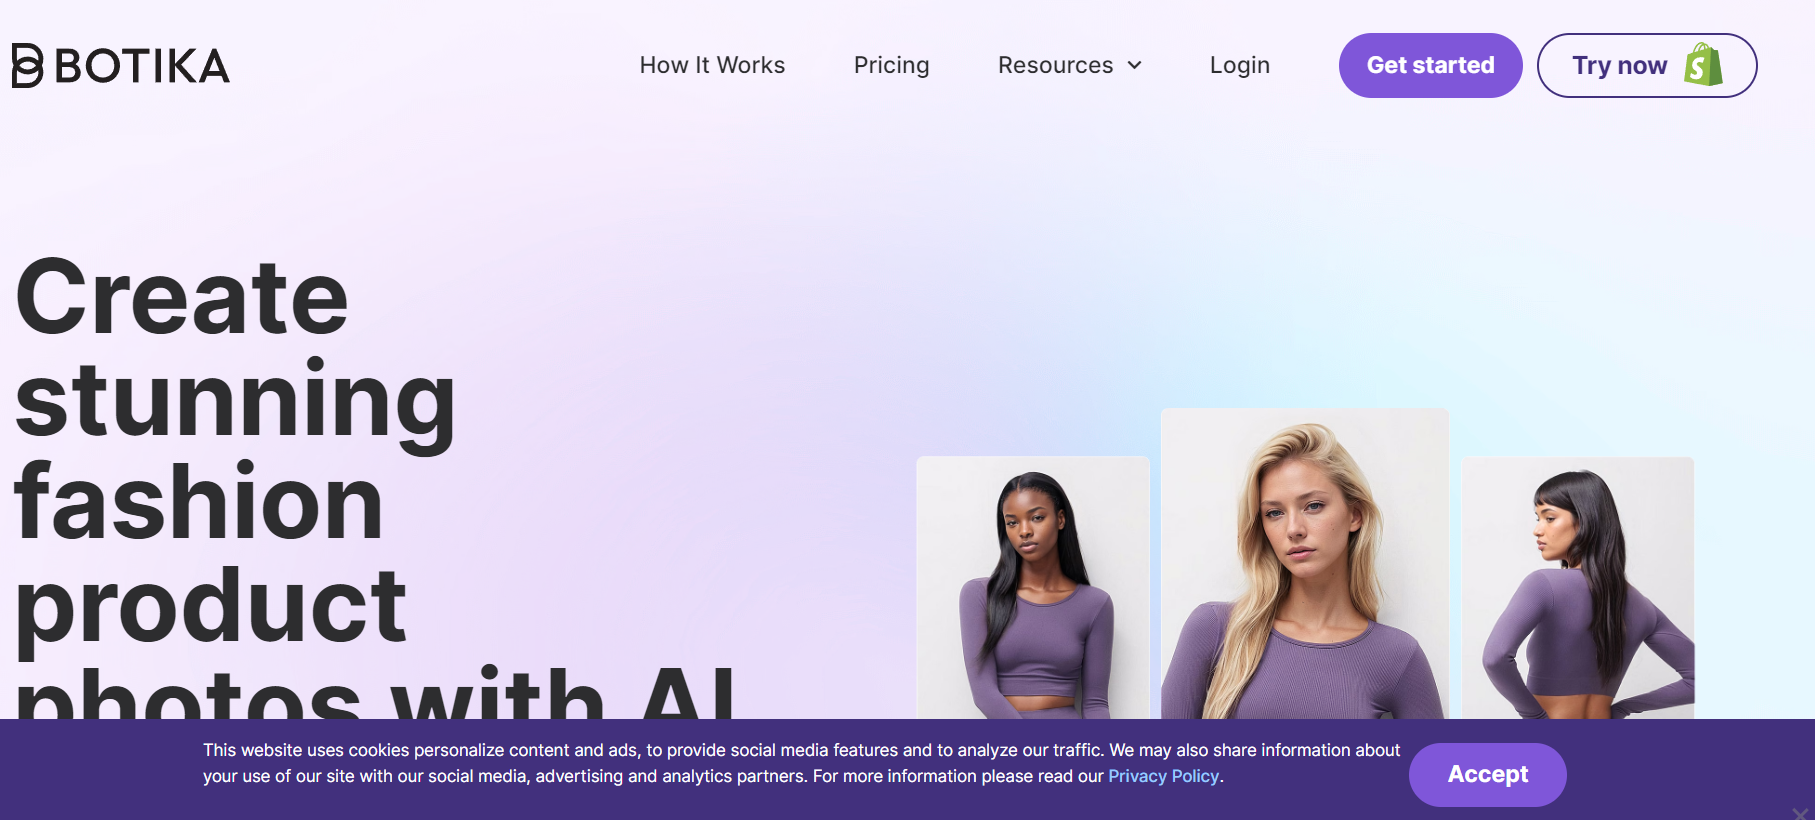 BOTIKA
How It Works
Pricing
Resources
Login
Get started
Try now
Create
stunning
fashion
product
photos with AI
This website uses cookies personalize content and ads, to provide social media features and to analyze our traffic. We may also share information about
your use of our site with our social media, advertising and analytics partners. For more information please read our Privacy Policy.
Accept